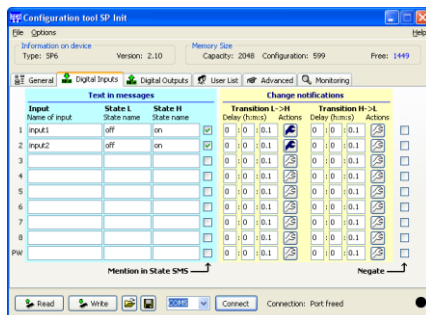 Configuration tool SP Init
File Options Help
Information on device Memory Size
Type: SP6 Version: 2.10 Capacity: 2048 Configuration: 599 Free: 1449
General Digital Inputs Digital Outputs User List Advanced Monitoring
Text in messages Change notifications
Input State L State H Transition L->H Transition H->L
Name of input State name State name Delay (h:m:s) Actions Delay (h:m:s) Actions
1 input1 off on 0 : 0 : 0.1 0 : 0 : 0.1
2 input2 off on 0 : 0 : 0.1 0 : 0 : 0.1
3 0 : 0 : 0.1 0 : 0 : 0.1
4 0 : 0 : 0.1 0 : 0 : 0.1
5 0 : 0 : 0.1 0 : 0 : 0.1
6 0 : 0 : 0.1 0 : 0 : 0.1
7 0 : 0 : 0.1 0 : 0 : 0.1
8 0 : 0 : 0.1 0 : 0 : 0.1
PW 0 : 0 : 0.1 0 : 0 : 0.1
Mention in State SMS Negate
Read Write COM5 Connect Connection: Port freed